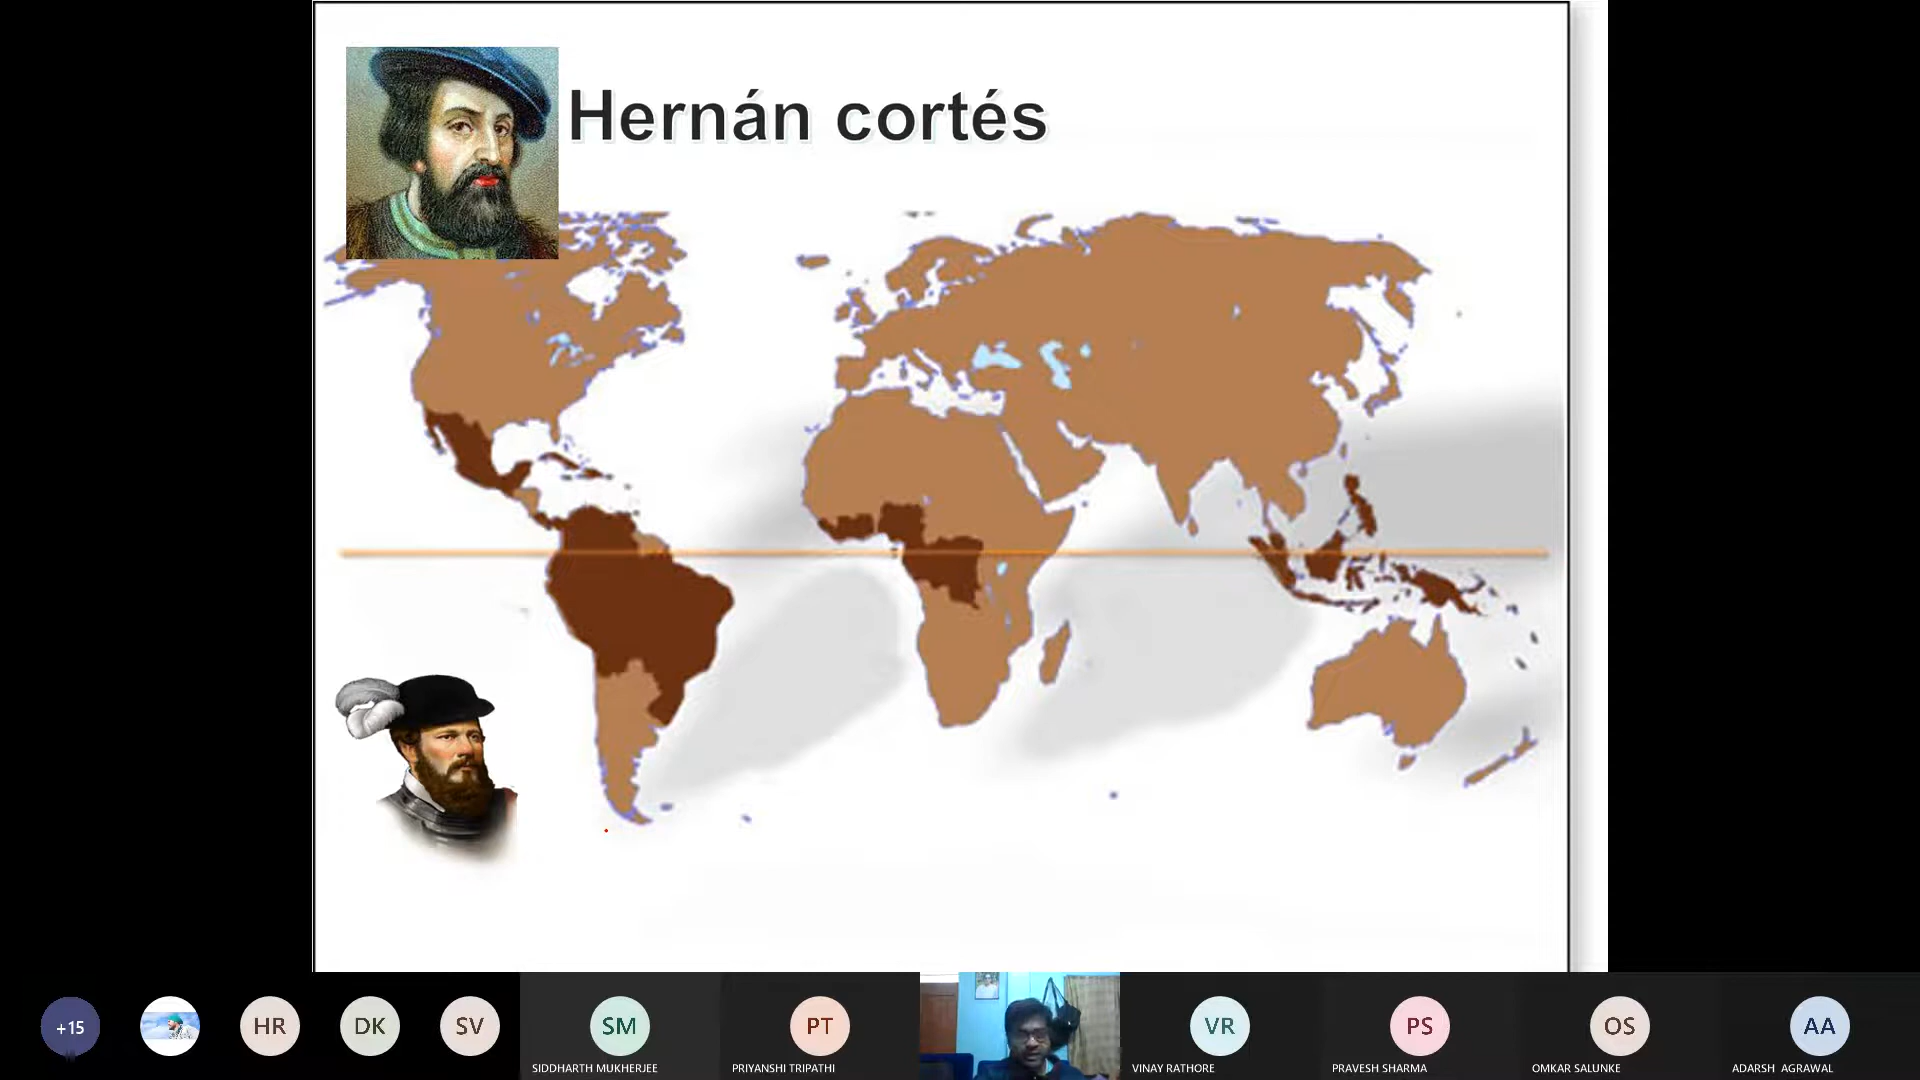 Hernán cortés
+15
HR
DK
SV
SM
PT
VR
PS
OS
AA
SIDDHARTH MUKHERJEE
PRIYANSHI TRIPATHI
VINAY RATHORE
PRAVESH SHARMA
OMKAR SALUNKE
ADARSH AGRAWAL